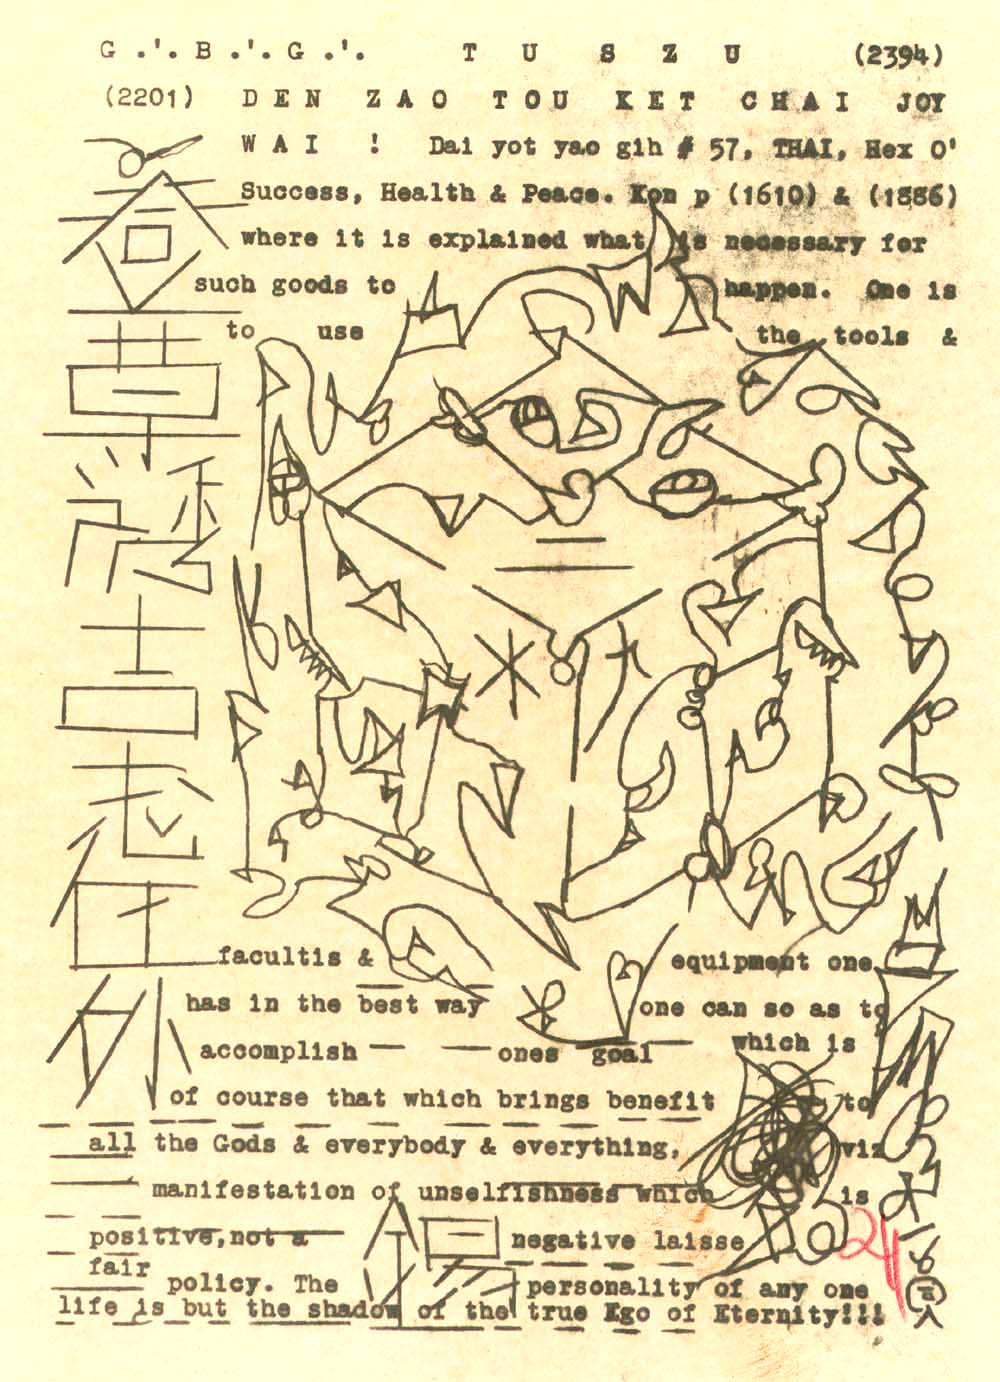 G .'. B .'. G .'. T U S Z U (2394)
(2201) D E N Z A O T O U K E T C H A I JOY
W A I ! Dai yot yao gih # 57, THAI, Hex O'
Success, Health & Peace. Kon p (1610) & (1886)
where it is explained what is necessary for
such goods to happen. One is
to use the tools &
facultis & equipment one
has in the best way one can so as to
accomplish ones goal which is
of course that which brings benefit to
all the Gods & everybody & everything, viz
manifestation of unselfishness which is
positive, not a negative laisse
fair policy. The personality of any one
life is but the shadow of the true Ego of Eternity!!!
24